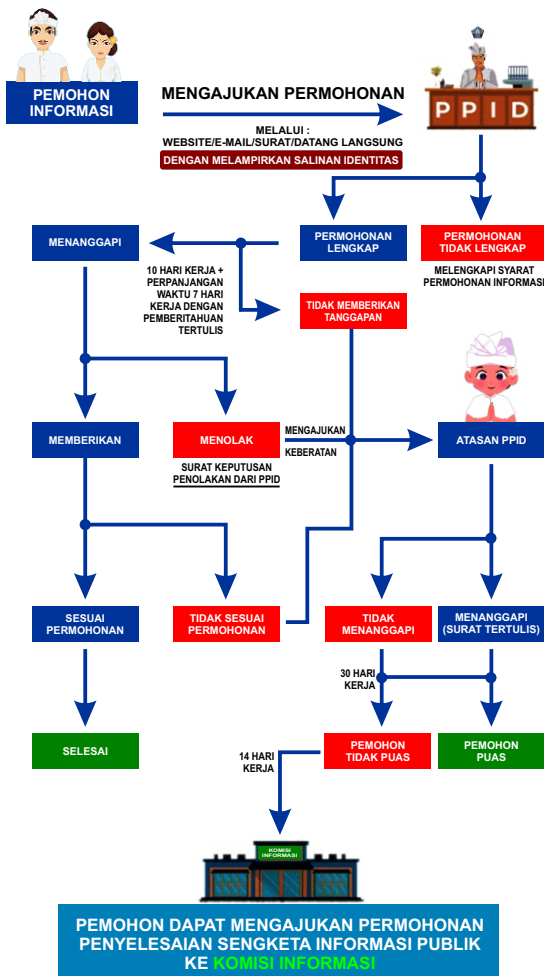 PEMOHON
INFORMASI
MENGAJUKAN PERMOHONAN
MELALUI :
WEBSITE/E-MAIL/SURAT/DATANG LANGSUNG
DENGAN MELAMPIRKAN SALINAN IDENTITAS
PPID
MENANGGAPI
PERMOHONAN
LENGKAP
PERMOHONAN
TIDAK LENGKAP
MELENGKAPI SYARAT
PERMOHONAN INFORMASI
10 HARI KERJA +
PERPANJANGAN
WAKTU 7 HARI
KERJA DENGAN
PEMBERITAHUAN
TERTULIS
TIDAK MEMBERIKAN
TANGGAPAN
MEMBERIKAN
MENOLAK
SURAT KEPUTUSAN
PENOLAKAN DARI PPID
MENGAJUKAN
KEBERATAN
ATASAN PPID
SESUAI
PERMOHONAN
TIDAK SESUAI
PERMOHONAN
TIDAK
MENANGGAPI
MENANGGAPI
(SURAT TERTULIS)
30 HARI
KERJA
SELESAI
14 HARI
KERJA
PEMOHON
TIDAK PUAS
PEMOHON
PUAS
KOMISI
INFORMASI
PEMOHON DAPAT MENGAJUKAN PERMOHONAN
PENYELESAIAN SENGKETA INFORMASI PUBLIK
KE KOMISI INFORMASI